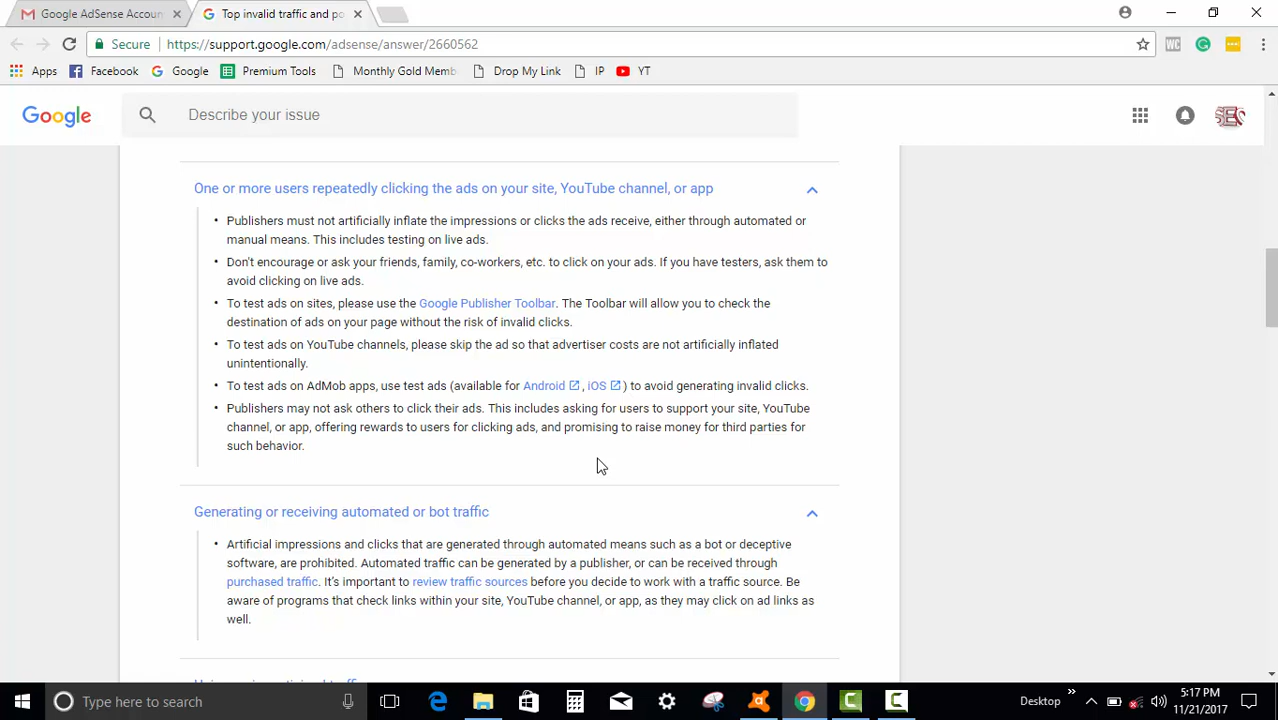 Google AdSense Accoun
Top invalid traffic and po
Secure
https://support.google.com/adsense/answer/2660562
WC
Apps
Facebook
Google
Premium Tools
Monthly Gold Memb
Drop My Link
IP
YT
Google
Describe your issue
One or more users repeatedly clicking the ads on your site, YouTube channel, or app
• Publishers must not artificially inflate the impressions or clicks the ads receive, either through automated or
manual means. This includes testing on live ads.
• Don't encourage or ask your friends, family, co-workers, etc. to click on your ads. If you have testers, ask them to
avoid clicking on live ads.
• To test ads on sites, please use the Google Publisher Toolbar. The Toolbar will allow you to check the
destination of ads on your page without the risk of invalid clicks.
• To test ads on YouTube channels, please skip the ad so that advertiser costs are not artificially inflated
unintentionally.
• To test ads on AdMob apps, use test ads (available for Android , iOS ) to avoid generating invalid clicks.
• Publishers may not ask others to click their ads. This includes asking for users to support your site, YouTube
channel, or app, offering rewards to users for clicking ads, and promising to raise money for third parties for
such behavior.
Generating or receiving automated or bot traffic
• Artificial impressions and clicks that are generated through automated means such as a bot or deceptive
software, are prohibited. Automated traffic can be generated by a publisher, or can be received through
purchased traffic. It's important to review traffic sources before you decide to work with a traffic source. Be
aware of programs that check links within your site, YouTube channel, or app, as they may click on ad links as
well.
Type here to search
Desktop
5:17 PM
11/21/2017